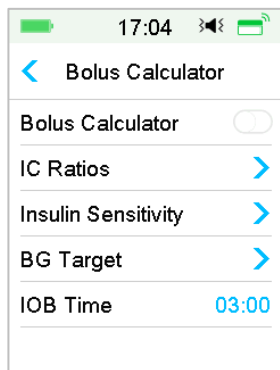 17:04
Bolus Calculator
Bolus Calculator
IC Ratios
Insulin Sensitivity
BG Target
IOB Time 03:00